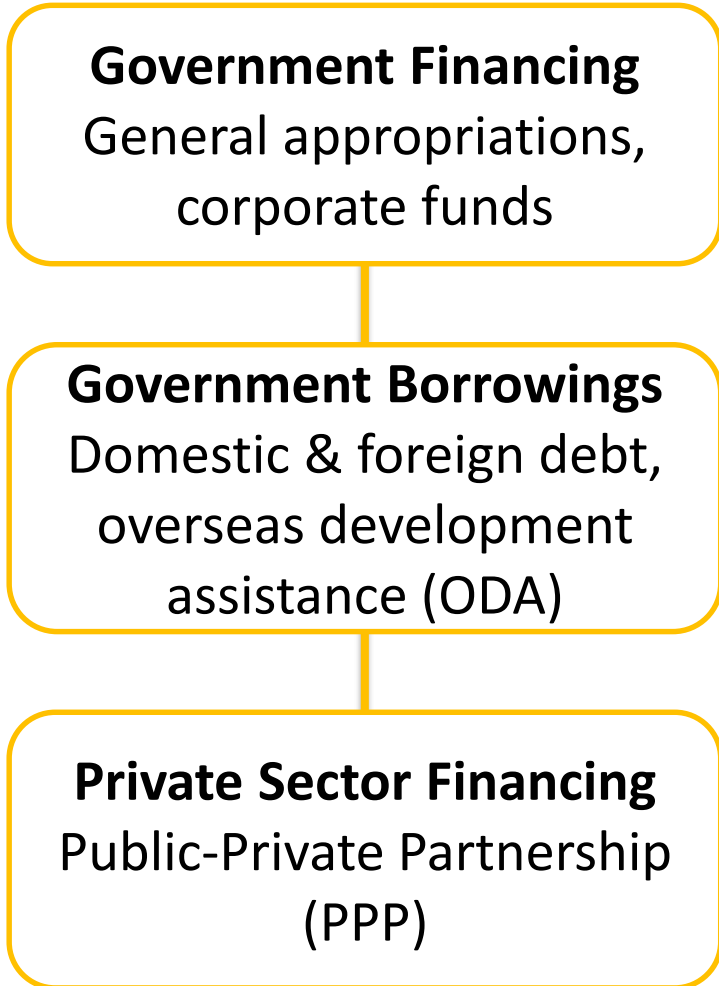 Government Financing
General appropriations,
corporate funds
Government Borrowings
Domestic & foreign debt,
overseas development
assistance (ODA)
Private Sector Financing
Public-Private Partnership
(PPP)